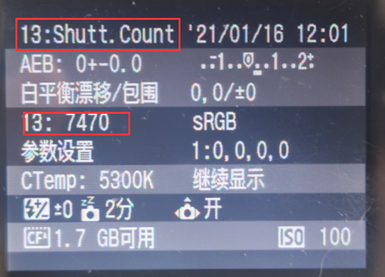 13:Shutt.Count '21/01/16 12:01
AEB: 0+-0.0 -2..1..0..1..2+
白平衡漂移/包围 0,0/±0
13: 7470 sRGB
参数设置 1:0,0,0,0
CTemp: 5300K 继续显示
±0 zz 2分 开
CF 1.7 GB可用 ISO 100